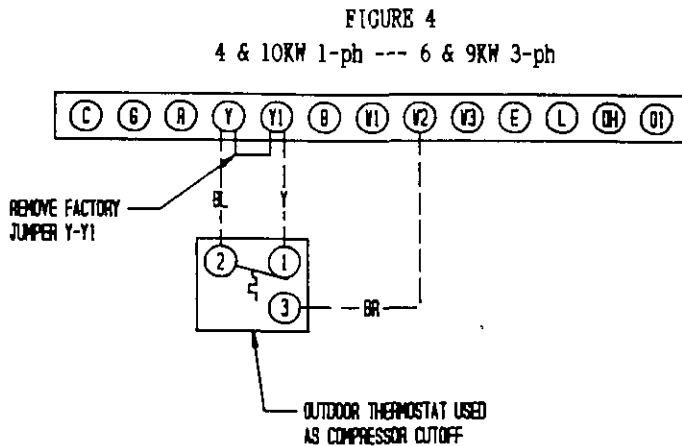 FIGURE 4
4 & 10KW 1-ph --- 6 & 9KW 3-ph
C G R Y Y1 B W1 W2 W3 E L DH O1
REMOVE FACTORY
JUMPER Y-Y1
BL Y
2 1
3 BR
OUTDOOR THERMOSTAT USED
AS COMPRESSOR CUTOFF